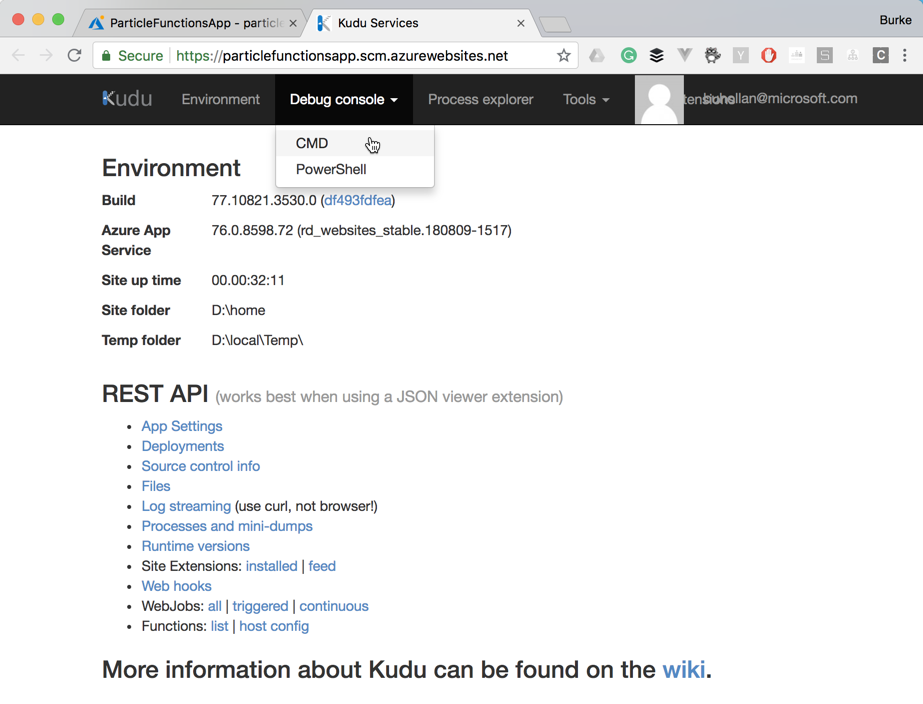 ParticleFunctionsApp - particle
Kudu Services
Burke
Secure https://particlefunctionsapp.scm.azurewebsites.net
Kudu Environment Debug console Process explorer Tools buhollan@microsoft.com
CMD
PowerShell
Environment
Build 77.10821.3530.0 (df493fdfea)
Azure App 76.0.8598.72 (rd_websites_stable.180809-1517)
Service
Site up time 00.00:32:11
Site folder D:\home
Temp folder D:\local\Temp\
REST API (works best when using a JSON viewer extension)
• App Settings
• Deployments
• Source control info
• Files
• Log streaming (use curl, not browser!)
• Processes and mini-dumps
• Runtime versions
• Site Extensions: installed | feed
• Web hooks
• WebJobs: all | triggered | continuous
• Functions: list | host config
More information about Kudu can be found on the wiki.